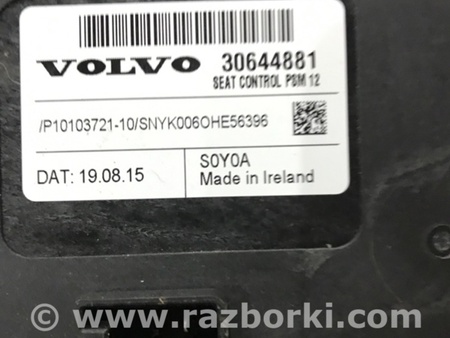 VOLVO 30644881
SEAT CONTROL PSM 12
/P10103721-10/SNYK006OHE56396
DAT: 19.08.15
S0Y0A
Made in Ireland
© www.razborki.com